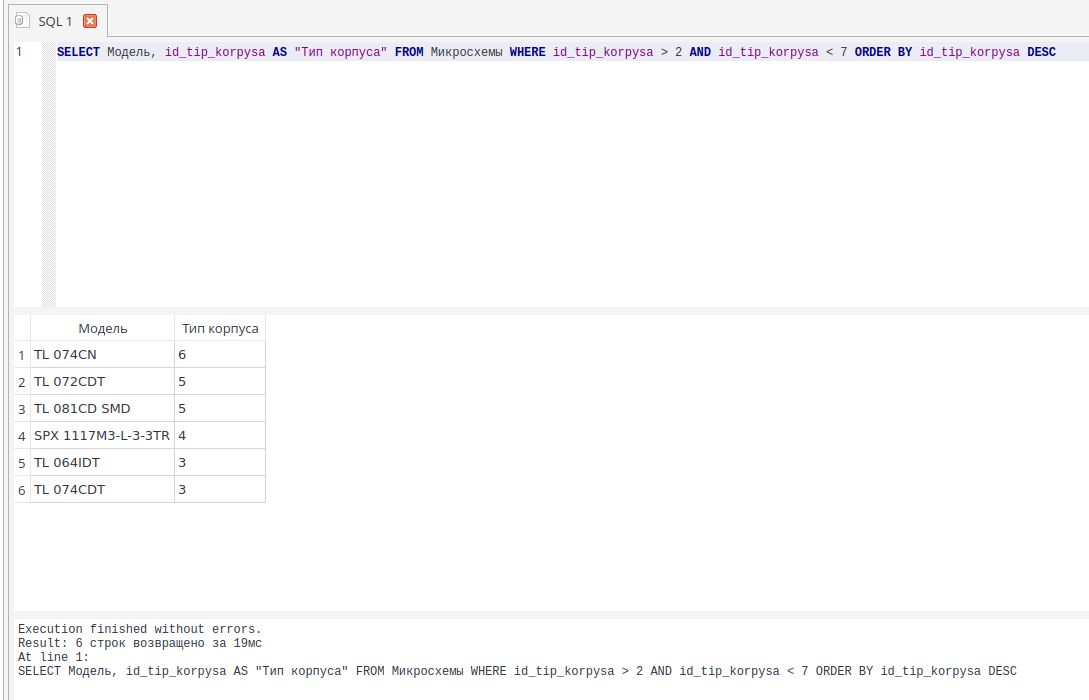 SQL 1
1 SELECT Модель, id_tip_korpysa AS "Тип корпуса" FROM Микросхемы WHERE id_tip_korpysa > 2 AND id_tip_korpysa < 7 ORDER BY id_tip_korpysa DESC
Модель Тип корпуса
1 TL 074CN 6
2 TL 072CDT 5
3 TL 081CD SMD 5
4 SPX 1117M3-L-3-3TR 4
5 TL 064IDT 3
6 TL 074CDT 3
Execution finished without errors.
Result: 6 строк возвращено за 19мс
At line 1:
SELECT Модель, id_tip_korpysa AS "Тип корпуса" FROM Микросхемы WHERE id_tip_korpysa > 2 AND id_tip_korpysa < 7 ORDER BY id_tip_korpysa DESC